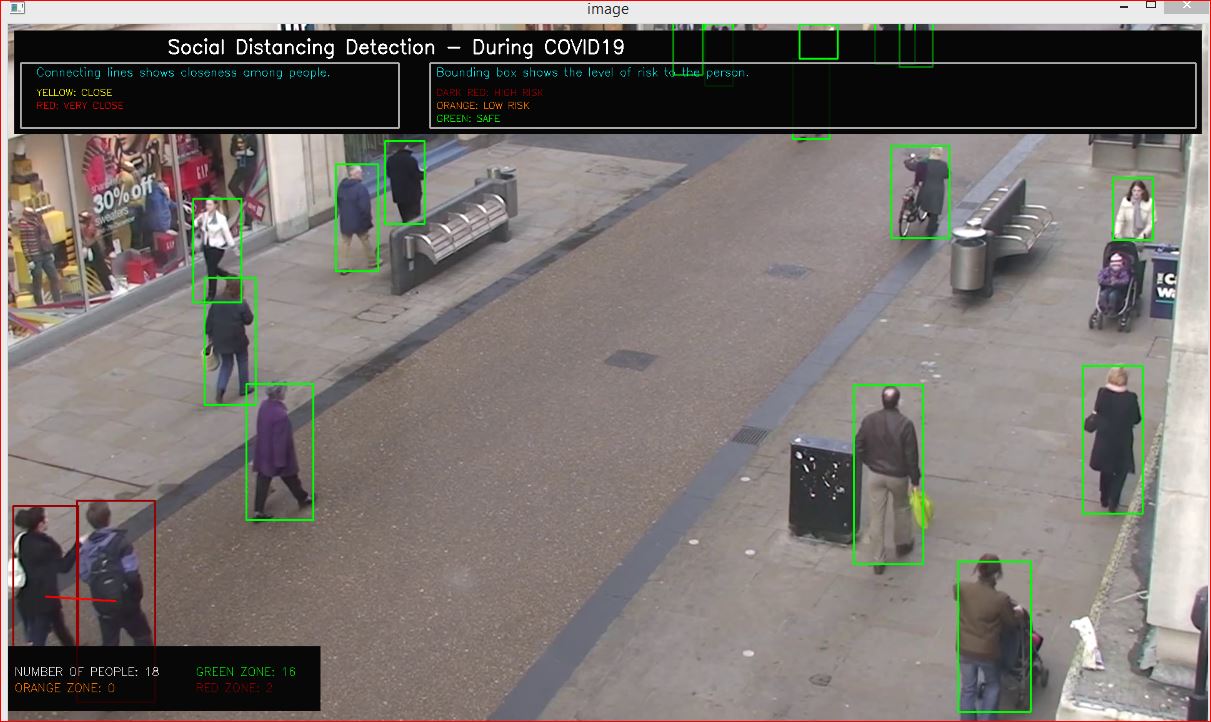 image
Social Distancing Detection - During COVID19
Connecting lines shows closeness among people.
YELLOW: CLOSE
RED: VERY CLOSE
Bounding box shows the level of risk to the person.
DARK RED: HIGH RISK
ORANGE: LOW RISK
GREEN: SAFE
30% off
sweaters
GAP
NUMBER OF PEOPLE: 18
GREEN ZONE: 16
ORANGE ZONE: 0
RED ZONE: 2